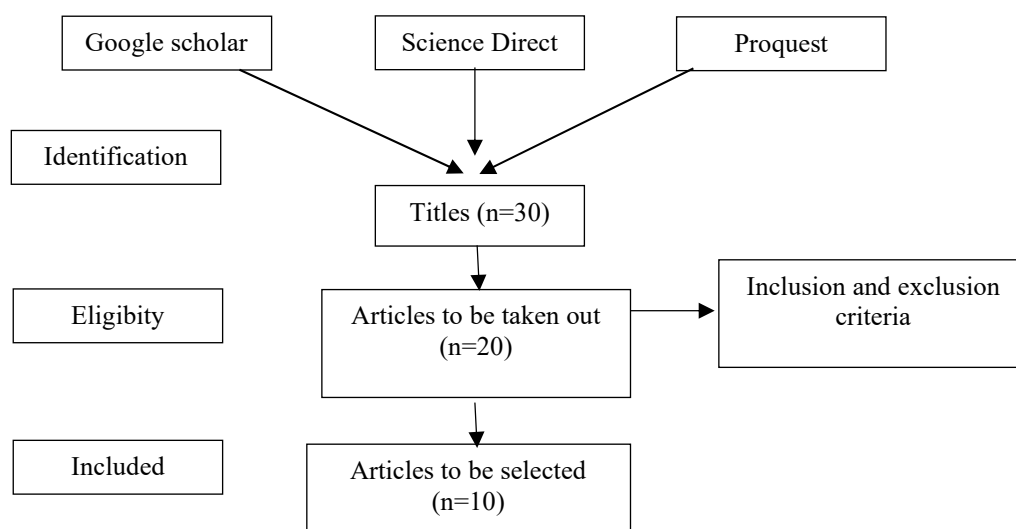 Google scholar
Science Direct
Proquest
Identification
Titles (n=30)
Eligibity
Articles to be taken out
(n=20)
Inclusion and exclusion
criteria
Included
Articles to be selected
(n=10)